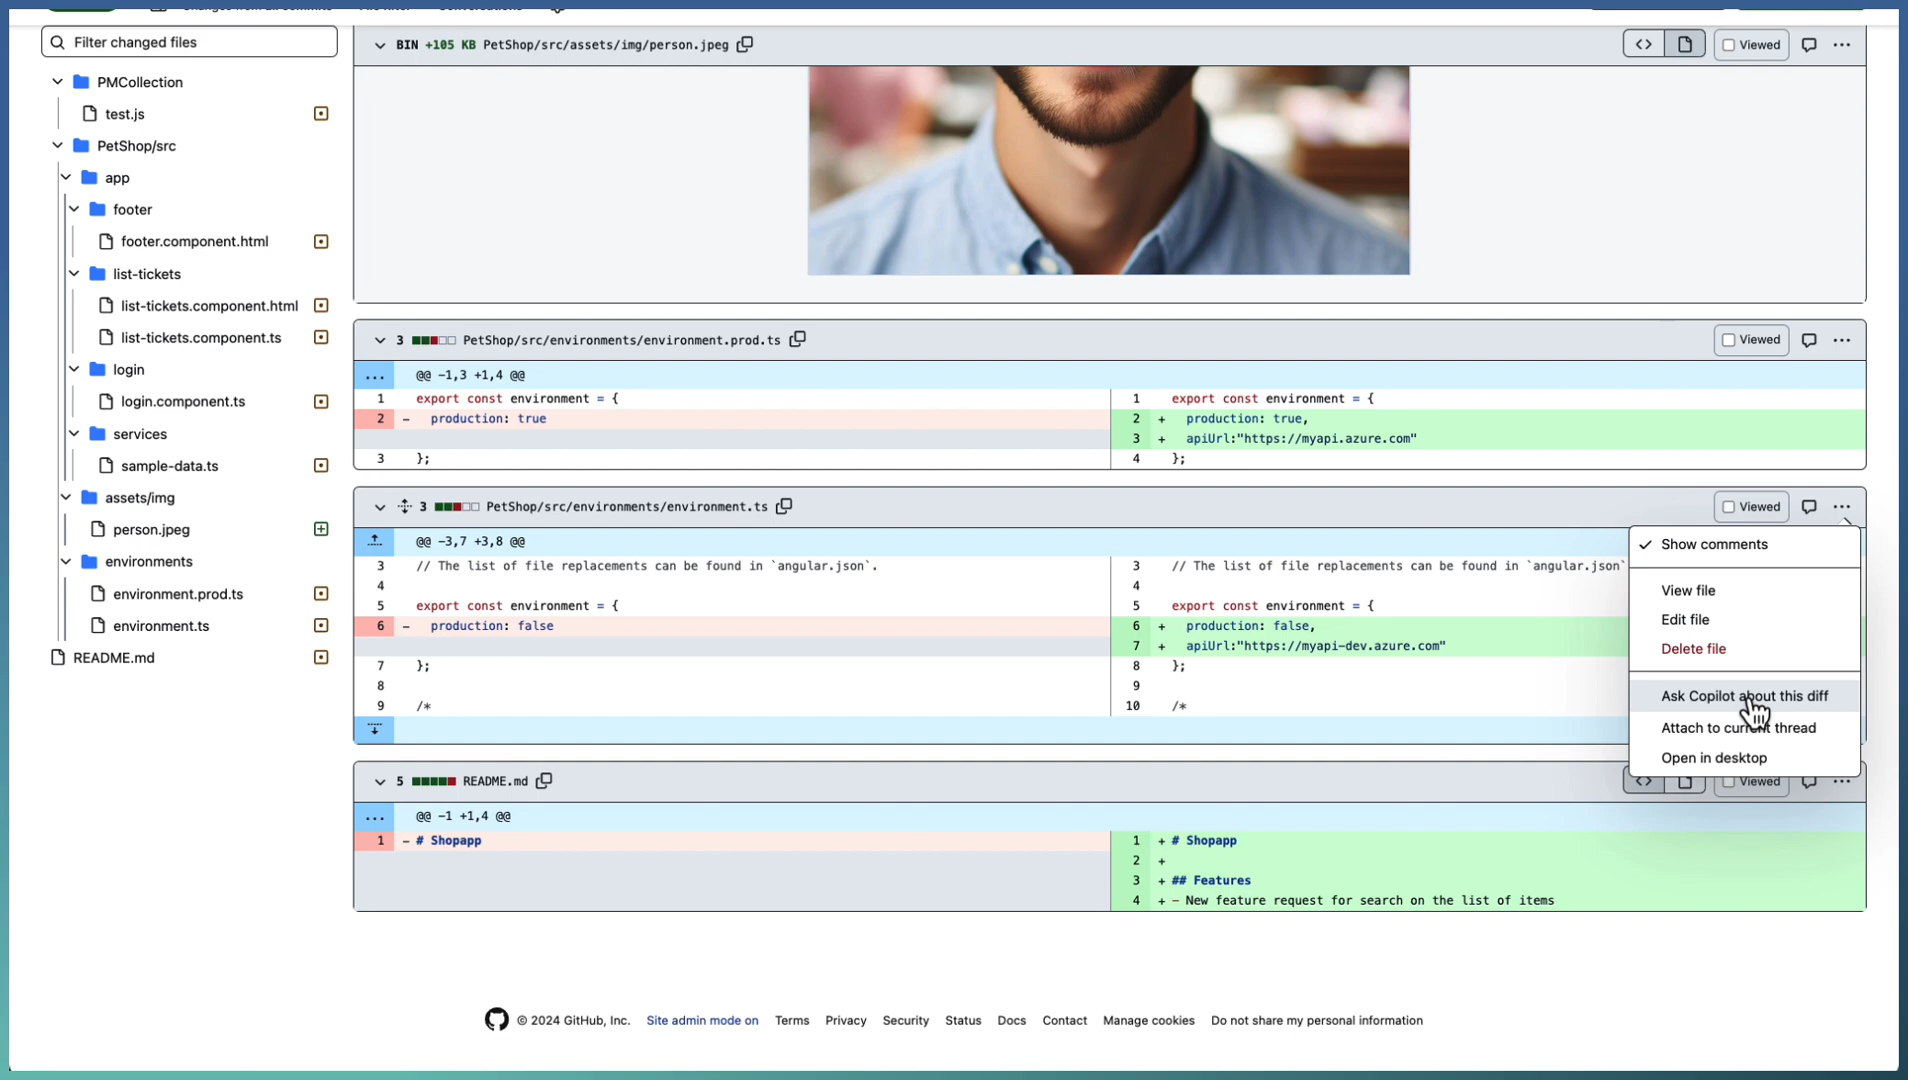 Filter changed files
PMCollection
test.js
PetShop/src
app
footer
footer.component.html
list-tickets
list-tickets.component.html
list-tickets.component.ts
login
login.component.ts
services
sample-data.ts
assets/img
person.jpeg
environments
environment.prod.ts
environment.ts
README.md
BIN +105 KB PetShop/src/assets/img/person.jpeg
Viewed
3 PetShop/src/environments/environment.prod.ts
Viewed
@@ -1,3 +1,4 @@
1 export const environment = { 1 export const environment = {
2 - production: true 2 + production: true,
3 + apiUrl:"https://myapi.azure.com"
3 }; 4 };
3 PetShop/src/environments/environment.ts
Viewed
@@ -3,7 +3,8 @@
3 // The list of file replacements can be found in `angular.json`. 3 // The list of file replacements can be found in `angular.json`
4 4
5 export const environment = { 5 export const environment = {
6 - production: false 6 + production: false,
7 + apiUrl:"https://myapi-dev.azure.com"
7 }; 8 };
8 9
9 /* 10 /*
Show comments
View file
Edit file
Delete file
Ask Copilot about this diff
Attach to current thread
Open in desktop
5 README.md
Viewed
@@ -1 +1,4 @@
1 - # Shopapp 1 + # Shopapp
2 +
3 + ## Features
4 + - New feature request for search on the list of items
© 2024 GitHub, Inc. Site admin mode on Terms Privacy Security Status Docs Contact Manage cookies Do not share my personal information